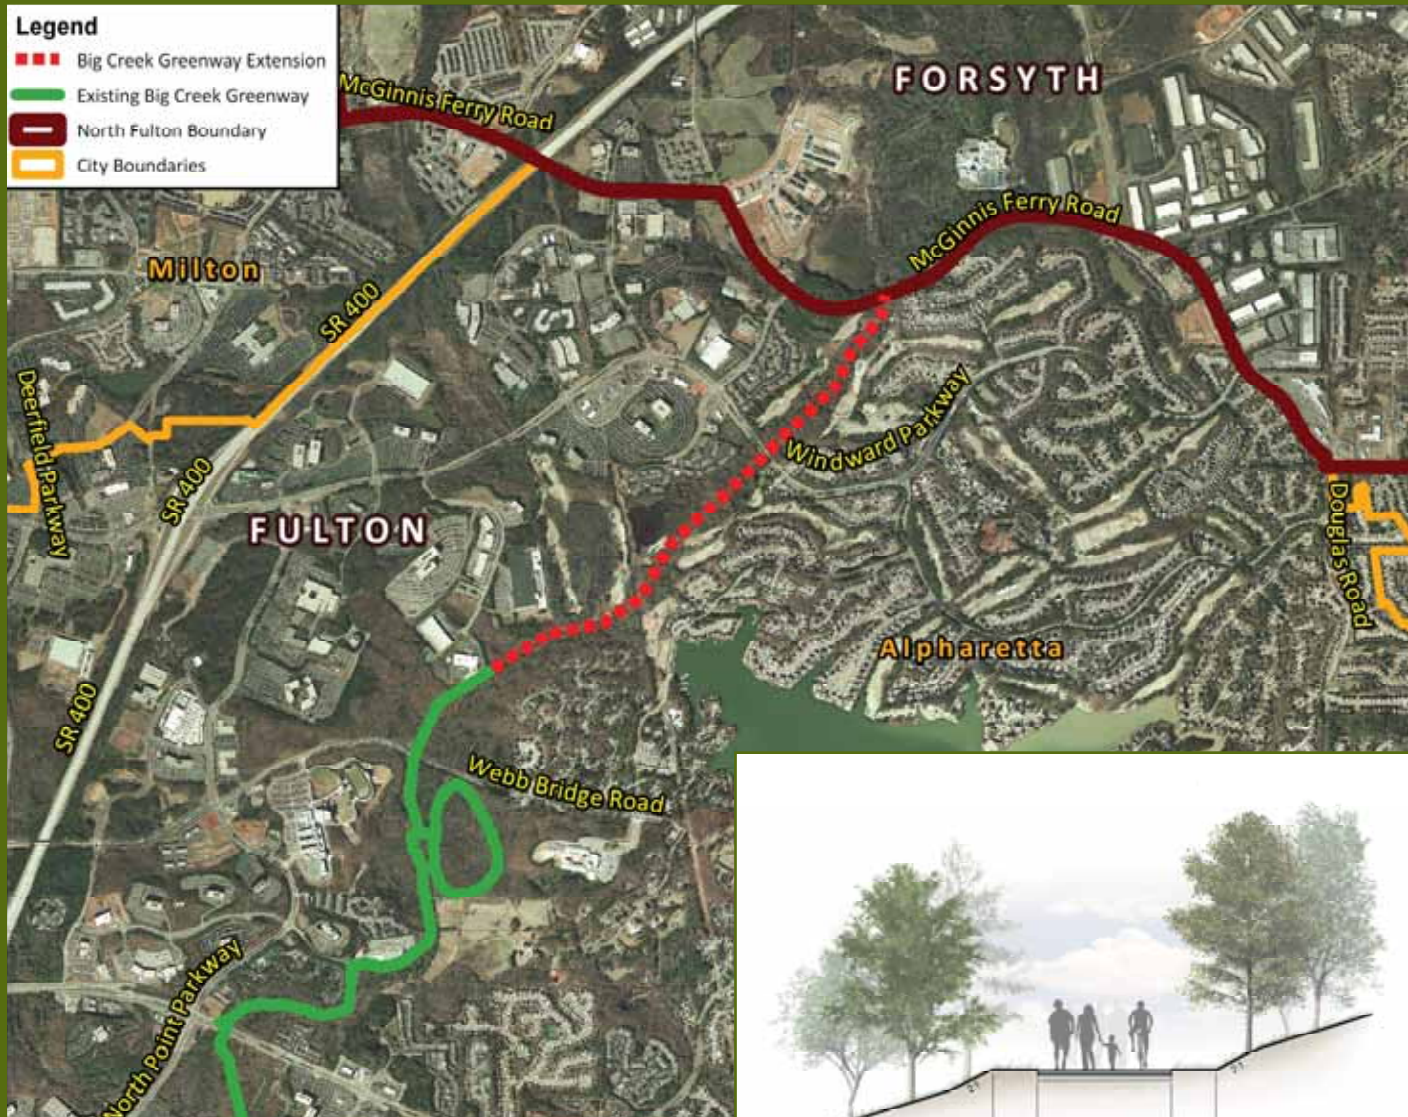 Legend
Big Creek Greenway Extension
Existing Big Creek Greenway
North Fulton Boundary
City Boundaries
McGinnis Ferry Road
FORSYTH
McGinnis Ferry Road
Milton
SR 400
Deerfield Parkway
Windward Parkway
SR 400
FULTON
Douglas Road
Alpharetta
SR 400
Webb Bridge Road
North Point Parkway